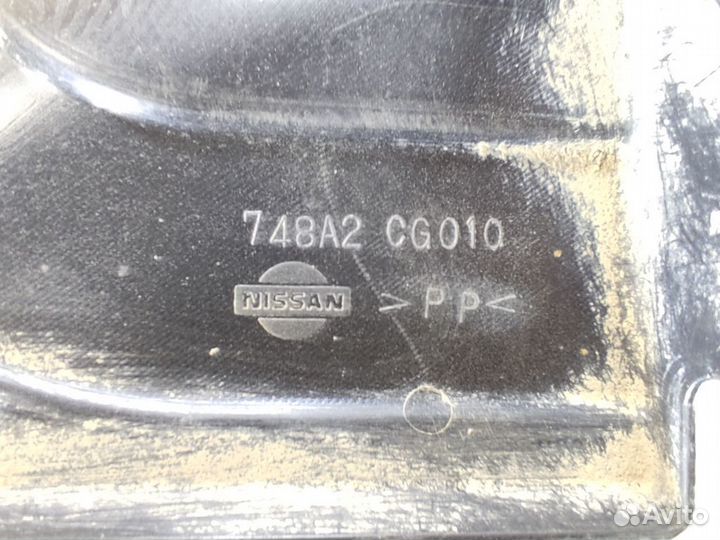 748A2 CG010
NISSAN
>PP<
Avito